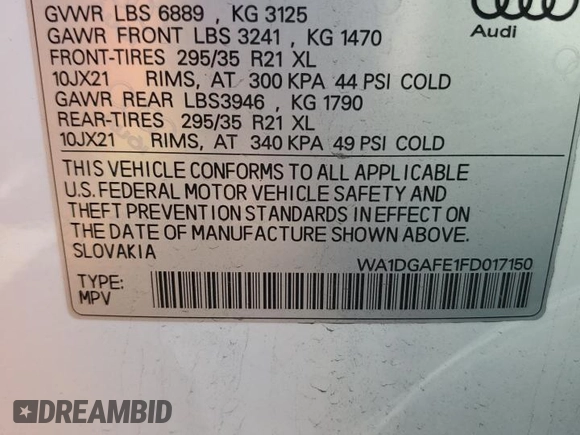 GVWR LBS 6889 , KG 3125
GAWR FRONT LBS 3241 , KG 1470
FRONT-TIRES 295/35 R21 XL
10JX21 RIMS, AT 300 KPA 44 PSI COLD
GAWR REAR LBS3946 , KG 1790
REAR-TIRES 295/35 R21 XL
10JX21 RIMS, AT 340 KPA 49 PSI COLD
Audi
THIS VEHICLE CONFORMS TO ALL APPLICABLE
U.S. FEDERAL MOTOR VEHICLE SAFETY AND
THEFT PREVENTION STANDARDS IN EFFECT ON
THE DATE OF MANUFACTURE SHOWN ABOVE.
SLOVAKIA
WA1DGAFE1FD017150
TYPE:
MPV
DREAMBID